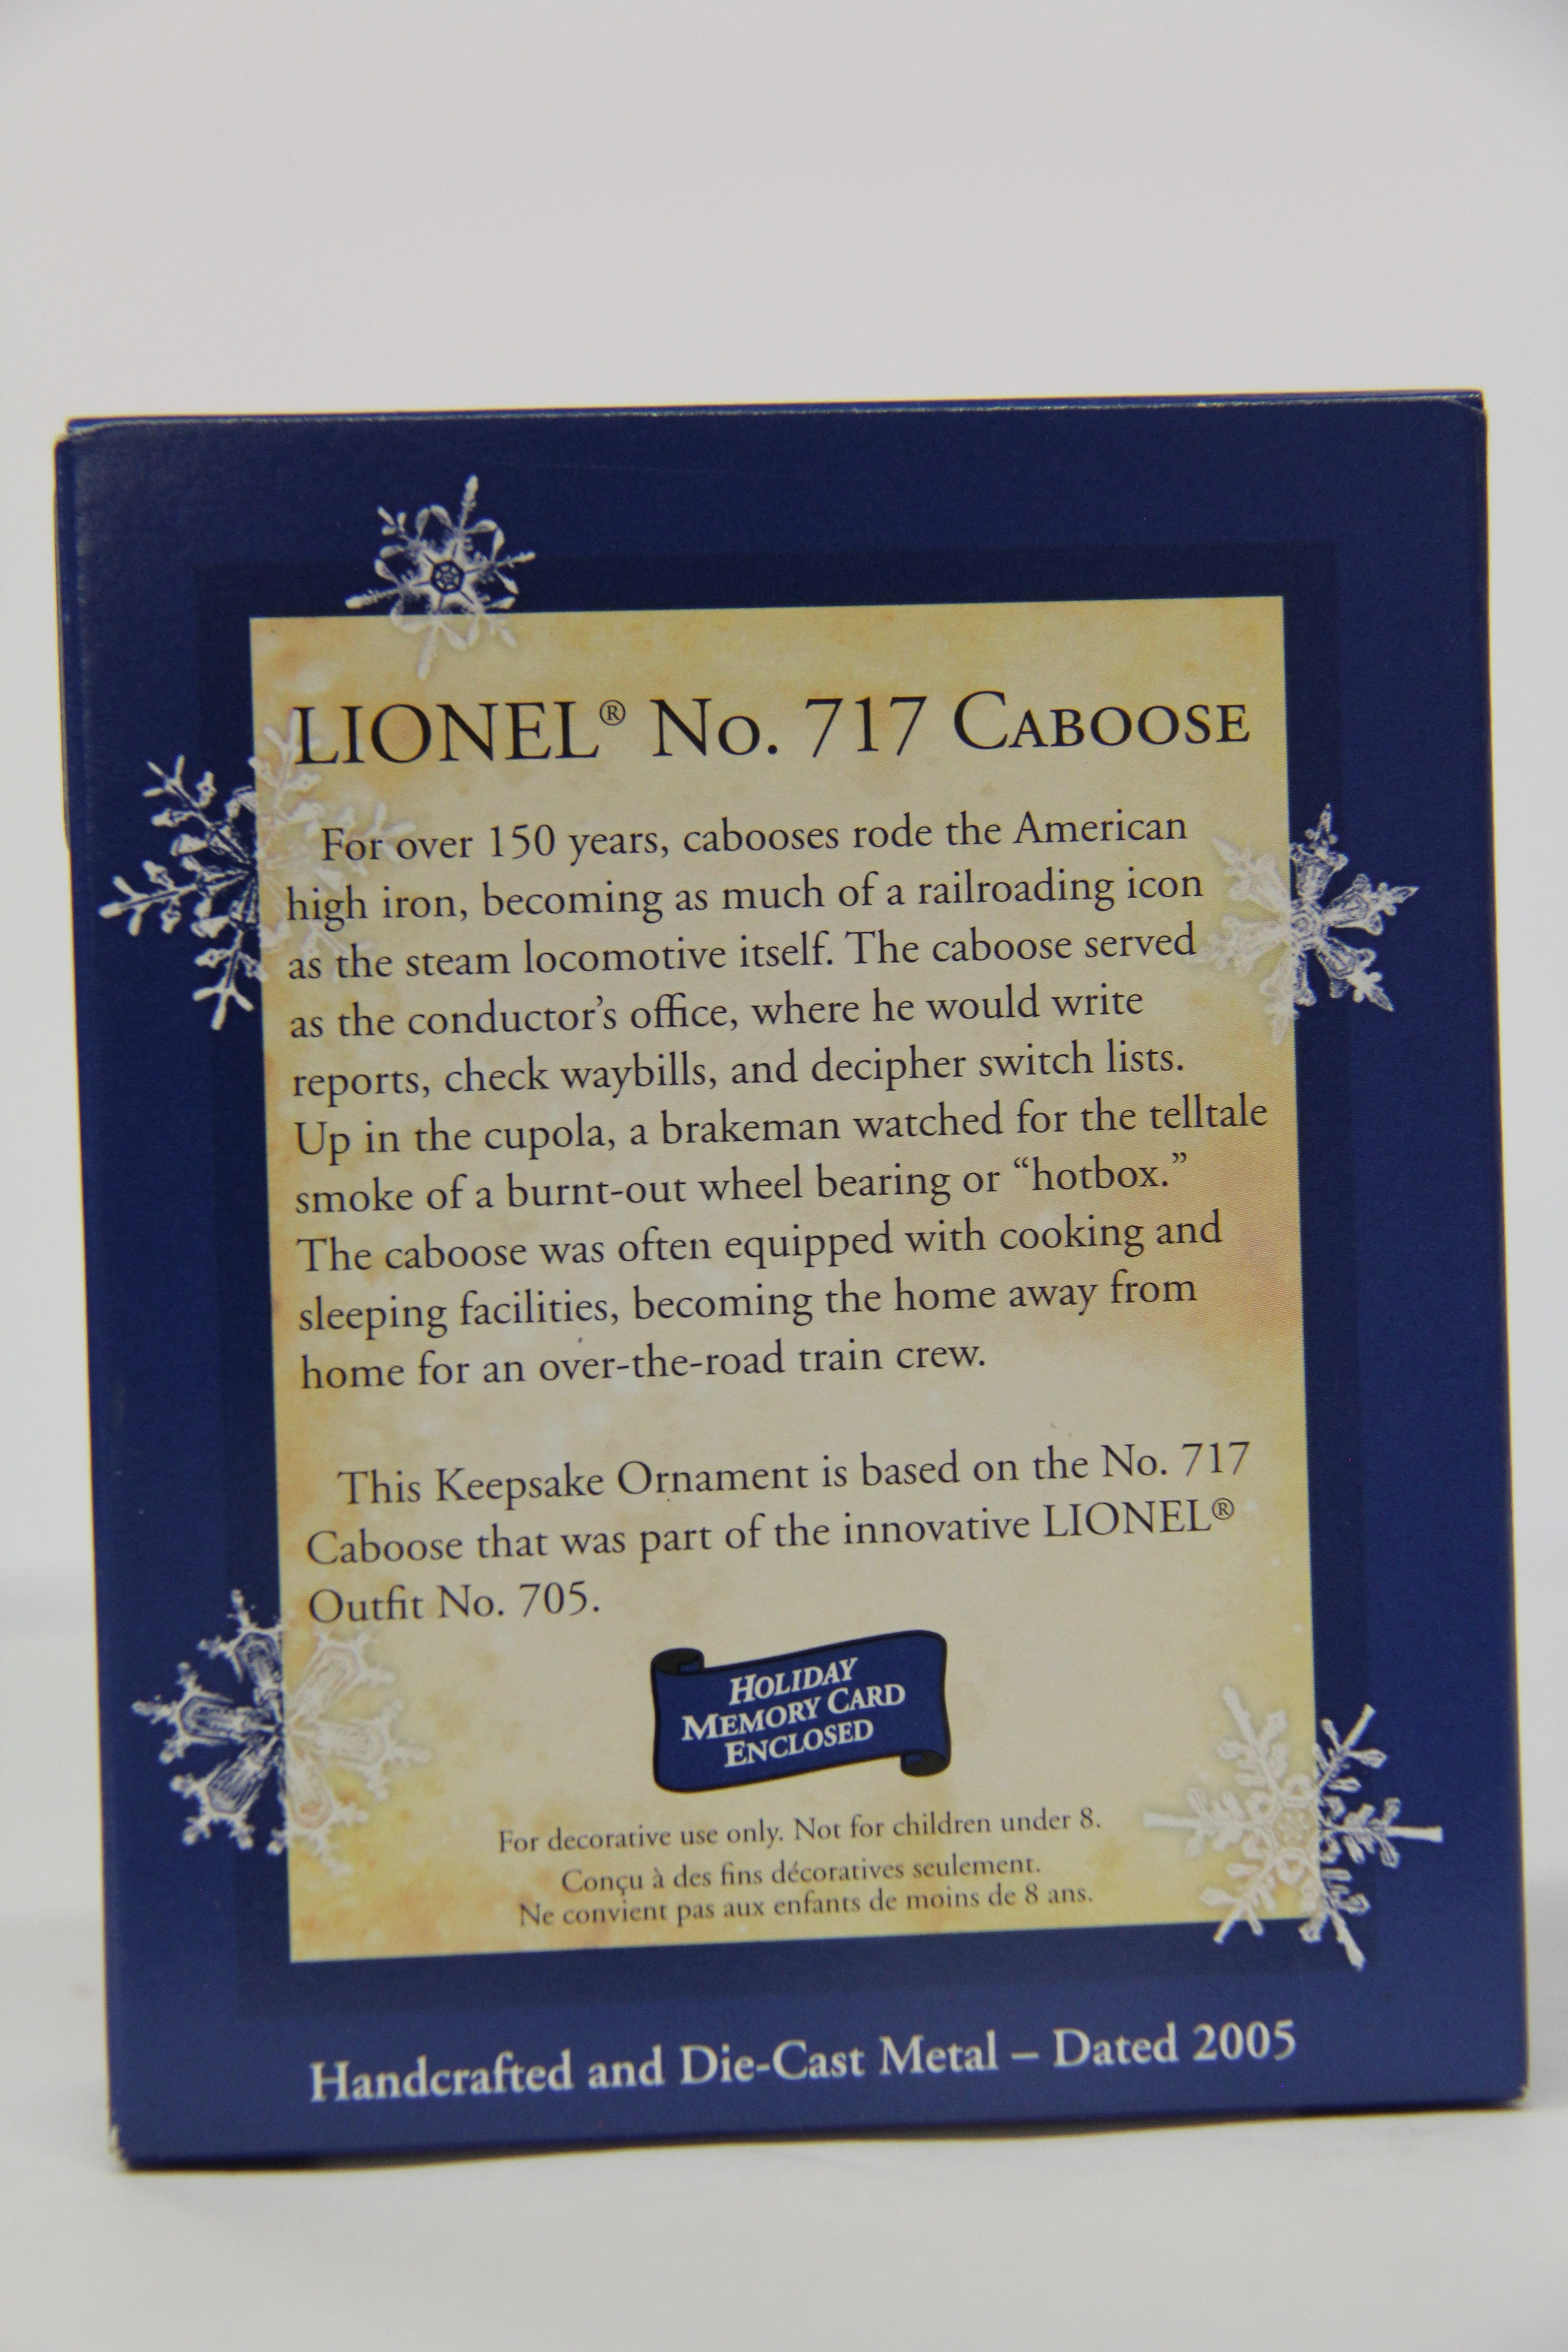 LIONEL® No. 717 CABOOSE
For over 150 years, cabooses rode the American
high iron, becoming as much of a railroading icon
as the steam locomotive itself. The caboose served
as the conductor's office, where he would write
reports, check waybills, and decipher switch lists.
Up in the cupola, a brakeman watched for the telltale
smoke of a burnt-out wheel bearing or “hotbox.”
The caboose was often equipped with cooking and
sleeping facilities, becoming the home away from
home for an over-the-road train crew.
This Keepsake Ornament is based on the No. 717
Caboose that was part of the innovative LIONEL®
Outfit No. 705.
HOLIDAY
MEMORY CARD
ENCLOSED
For decorative use only. Not for children under 8.
Conçu à des fins décoratives seulement.
Ne convient pas aux enfants de moins de 8 ans.
Handcrafted and Die-Cast Metal – Dated 2005